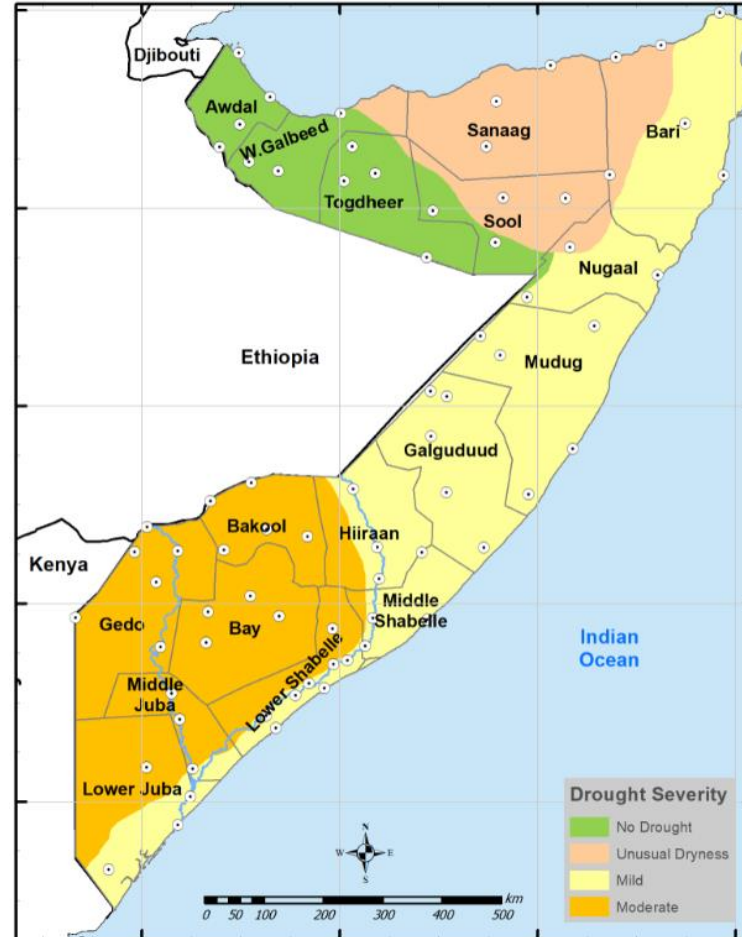 Djibouti
Awdal
W.Galbeed
Sanaag
Bari
Togdheer
Sool
Nugaal
Ethiopia
Mudug
Galguduud
Bakool
Hiiraan
Kenya
Middle
Shabelle
Gedo
Bay
Indian
Ocean
Lower Shabelle
Middle
Juba
Lower Juba
Drought Severity
No Drought
Unusual Dryness
Mild
Moderate
N
W E
S
km
0 50 100 200 300 400 500